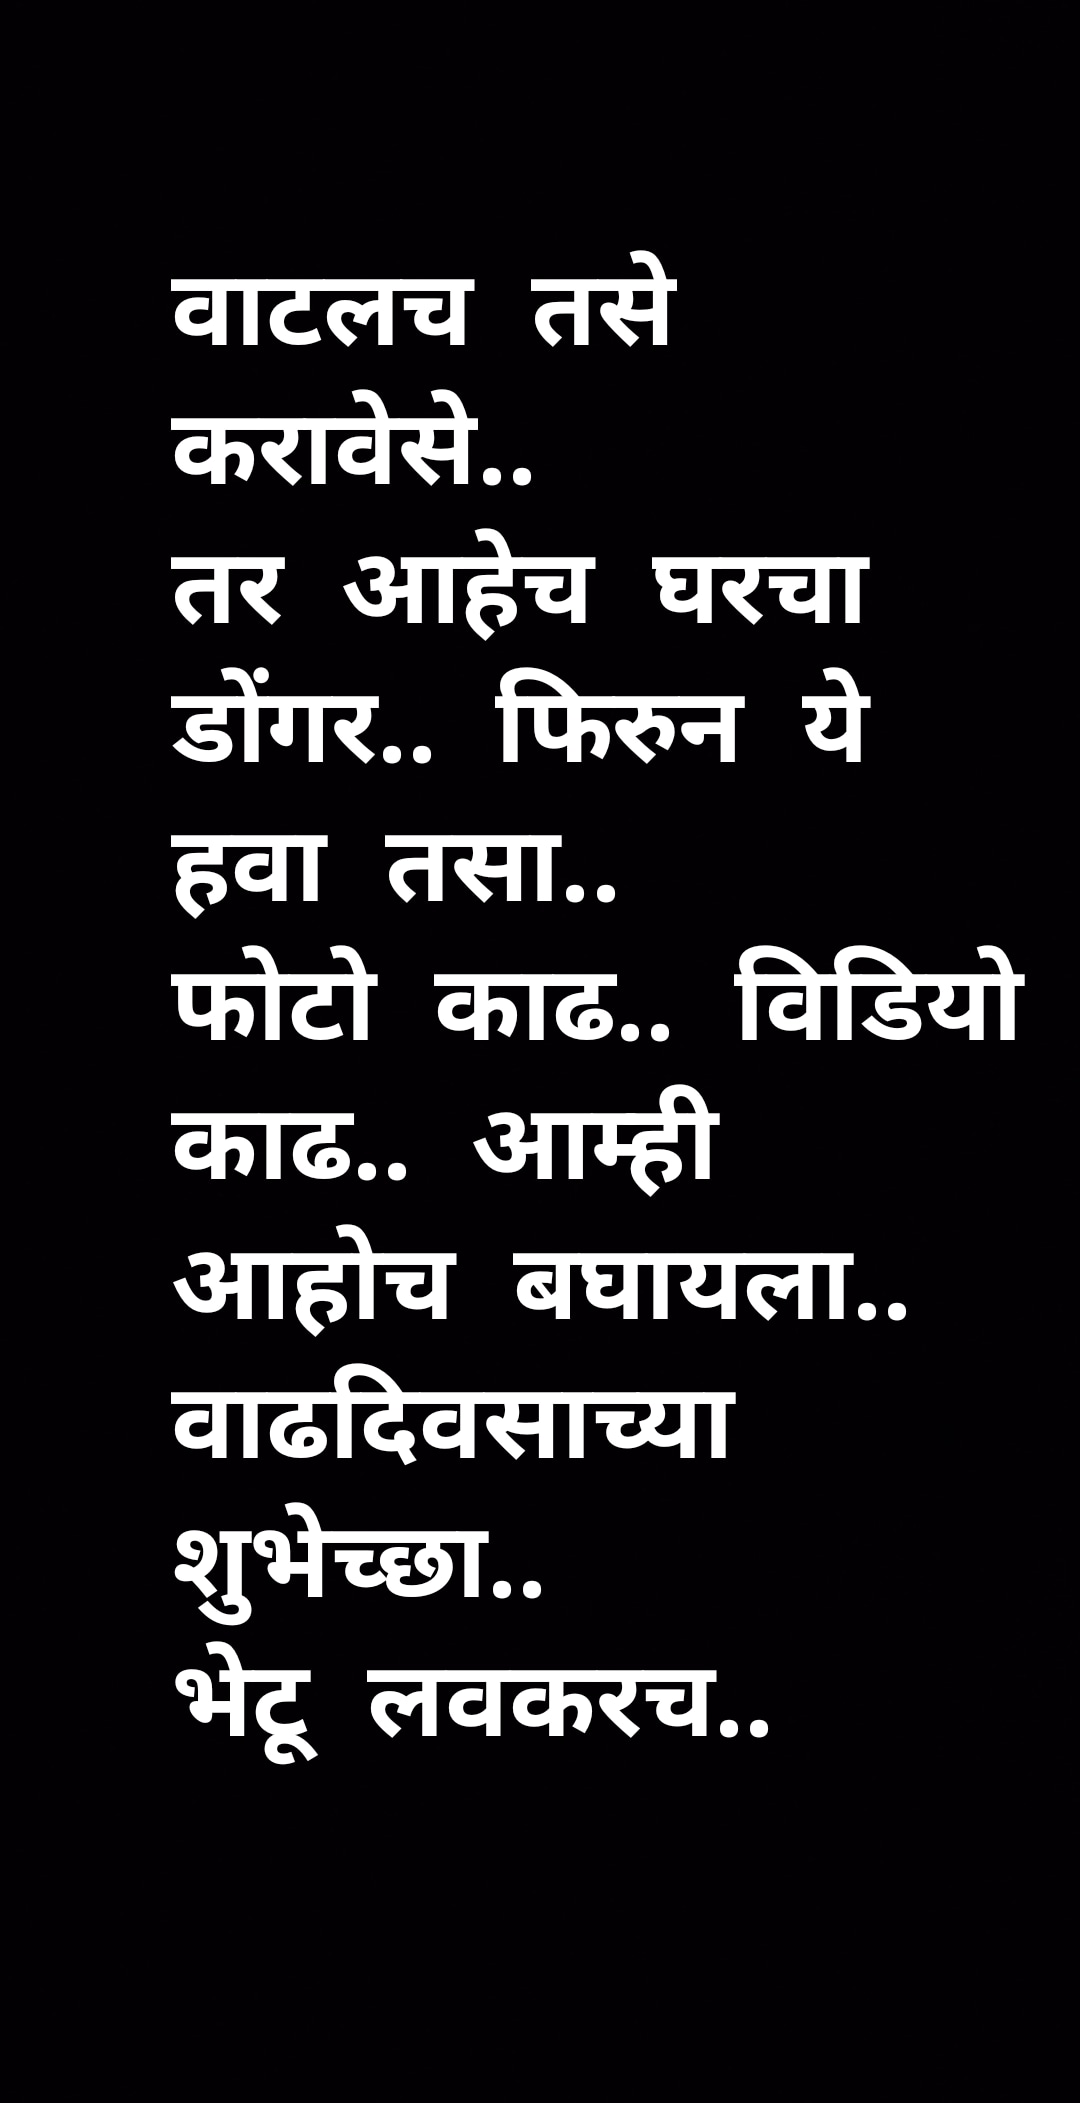 वाटलच तसे
करावेसे..
तर आहेच घरचा
डोंगर.. फिरुन ये
हवा तसा..
फोटो काढ.. विडियो
काढ.. आम्ही
आहोच बघायला..
वाढदिवसाच्या
शुभेच्छा..
भेटू लवकरच..